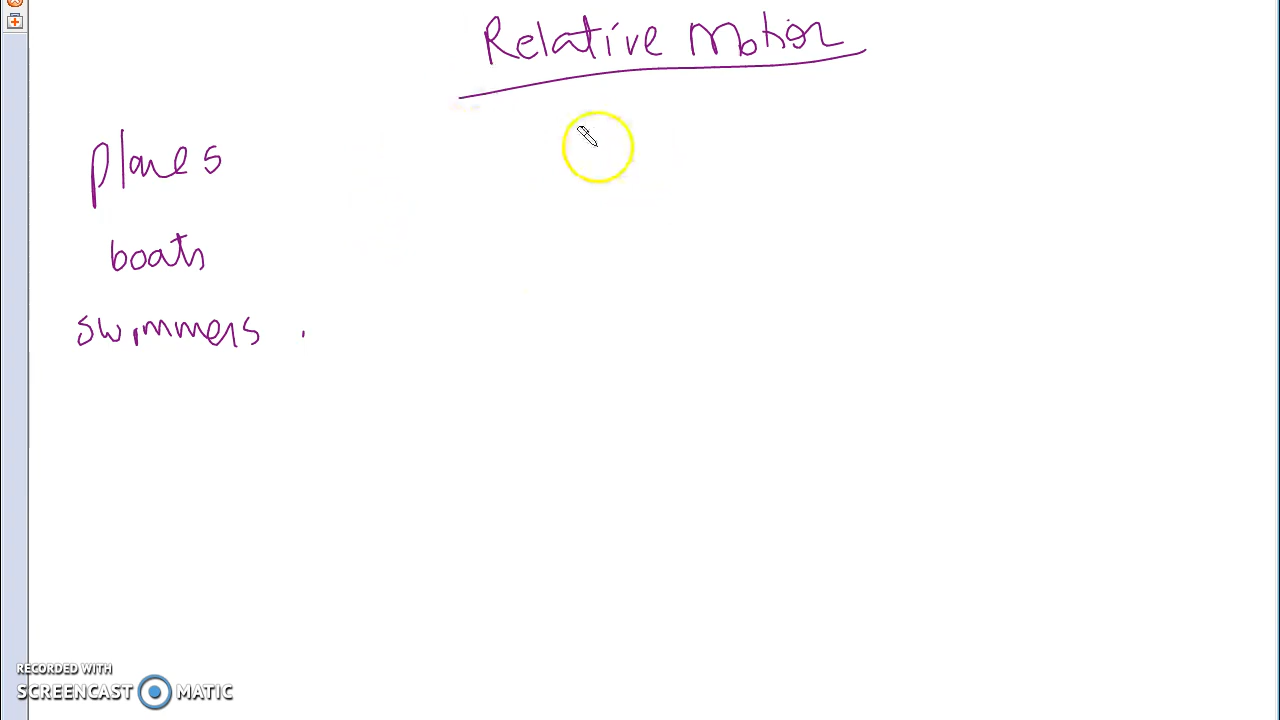 Relative Motion
planes
boats
swimmers .
RECORDED WITH
SCREENCAST MATIC